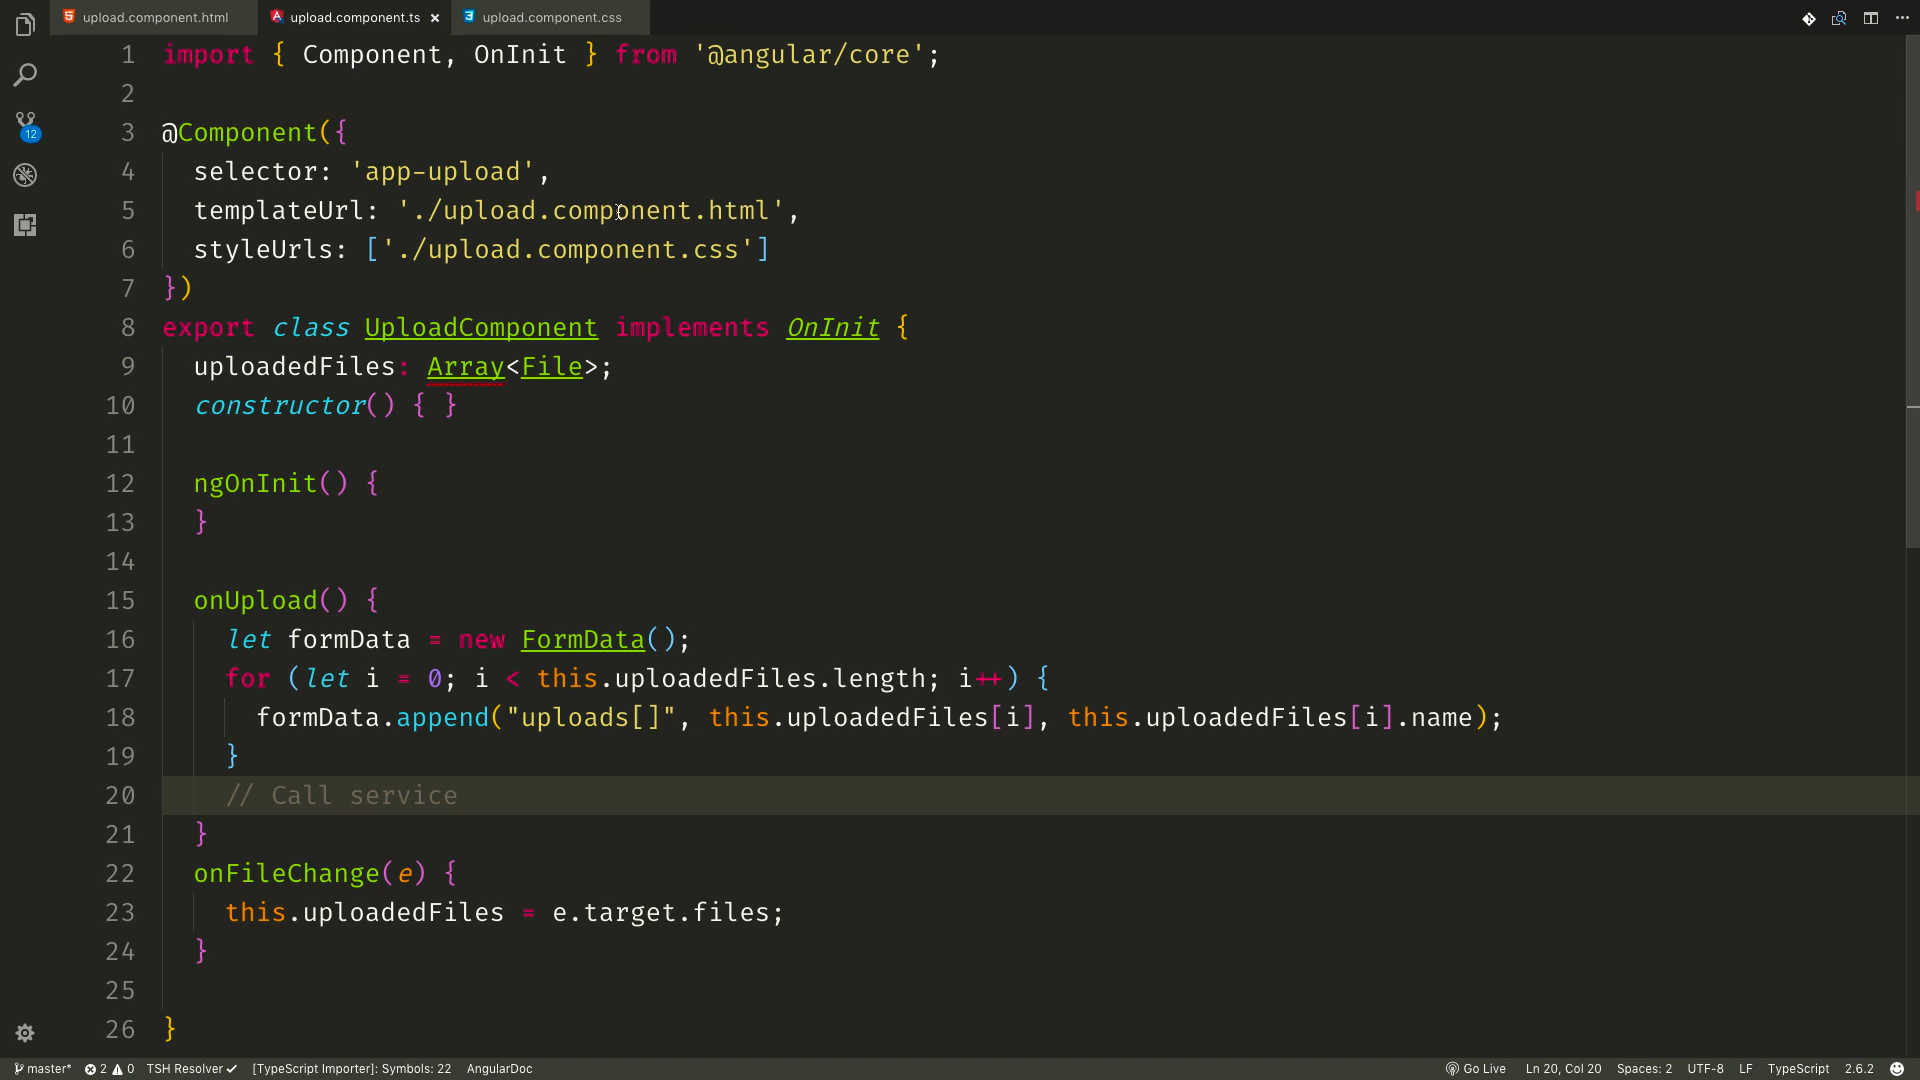 upload.component.html
upload.component.ts
upload.component.css
12
1 import { Component, OnInit } from '@angular/core';
2
3 @Component({
4 selector: 'app-upload',
5 templateUrl: './upload.component.html',
6 styleUrls: ['./upload.component.css']
7 })
8 export class UploadComponent implements OnInit {
9 uploadedFiles: Array<File>;
10 constructor() { }
11
12 ngOnInit() {
13 }
14
15 onUpload() {
16 let formData = new FormData();
17 for (let i = 0; i < this.uploadedFiles.length; i++) {
18 formData.append("uploads[]", this.uploadedFiles[i], this.uploadedFiles[i].name);
19 }
20 // Call service
21 }
22 onFileChange(e) {
23 this.uploadedFiles = e.target.files;
24 }
25
26 }
master* 2 0 TSH Resolver [TypeScript Importer]: Symbols: 22 AngularDoc Go Live Ln 20, Col 20 Spaces: 2 UTF-8 LF TypeScript 2.6.2